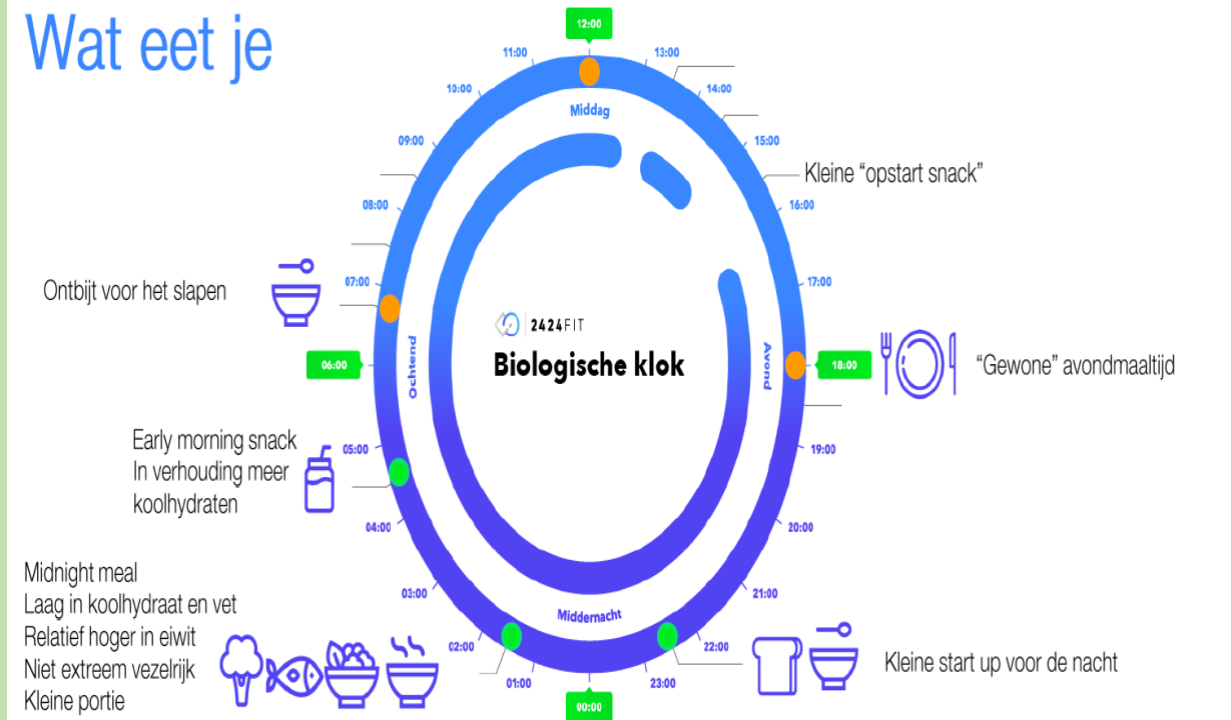 Wat eet je
12:00
11:00
13:00
10:00
14:00
Middag
09:00
15:00
Kleine “opstart snack”
08:00
16:00
Ontbijt voor het slapen
07:00
17:00
2424FIT
Biologische klok
06:00
Ochtend
Avond
18:00
“Gewone” avondmaaltijd
Early morning snack
In verhouding meer
koolhydraten
05:00
19:00
04:00
20:00
Midnight meal
Laag in koolhydraat en vet
Relatief hoger in eiwit
Niet extreem vezelrijk
Kleine portie
03:00
21:00
Middernacht
02:00
22:00
Kleine start up voor de nacht
01:00
23:00
00:00